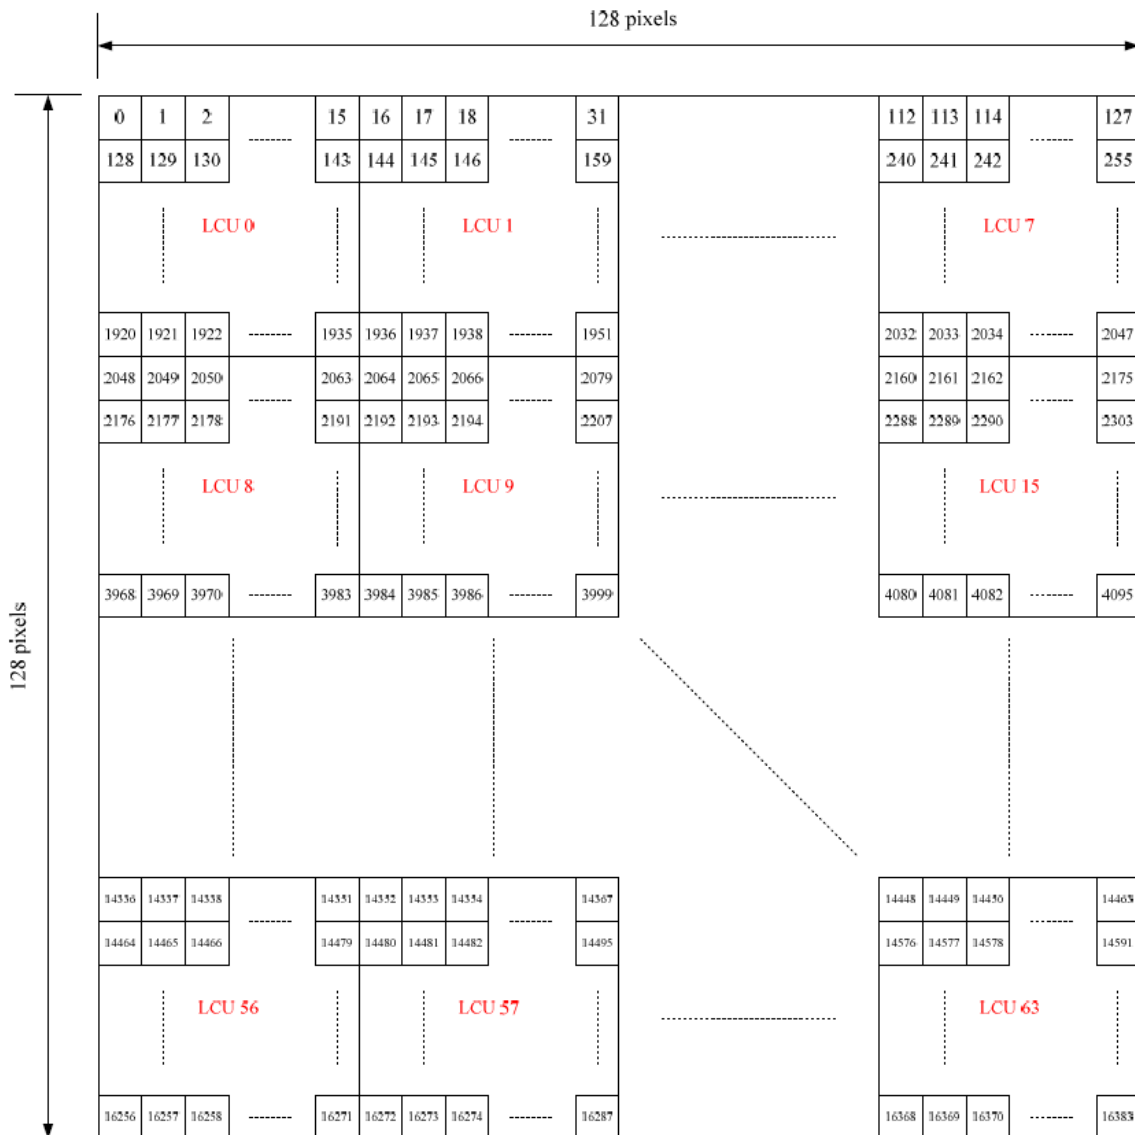 128 pixels
0 1 2 15 16 17 18 31 112 113 114 127
128 129 130 143 144 145 146 159 240 241 242 255
LCU 0 LCU 1 LCU 7
1920 1921 1922 1935 1936 1937 1938 1951 2032 2033 2034 2047
2048 2049 2050 2063 2064 2065 2066 2079 2160 2161 2162 2175
2176 2177 2178 2191 2192 2193 2194 2207 2288 2289 2290 2303
LCU 8 LCU 9 LCU 15
3968 3969 3970 3983 3984 3985 3986 3999 4080 4081 4082 4095
128 pixels
14336 14337 14338 14351 14352 14353 14354 14367 14448 14449 14450 14463
14464 14465 14466 14479 14480 14481 14482 14495 14576 14577 14578 14591
LCU 56 LCU 57 LCU 63
16256 16257 16258 16271 16272 16273 16274 16287 16368 16369 16370 16383